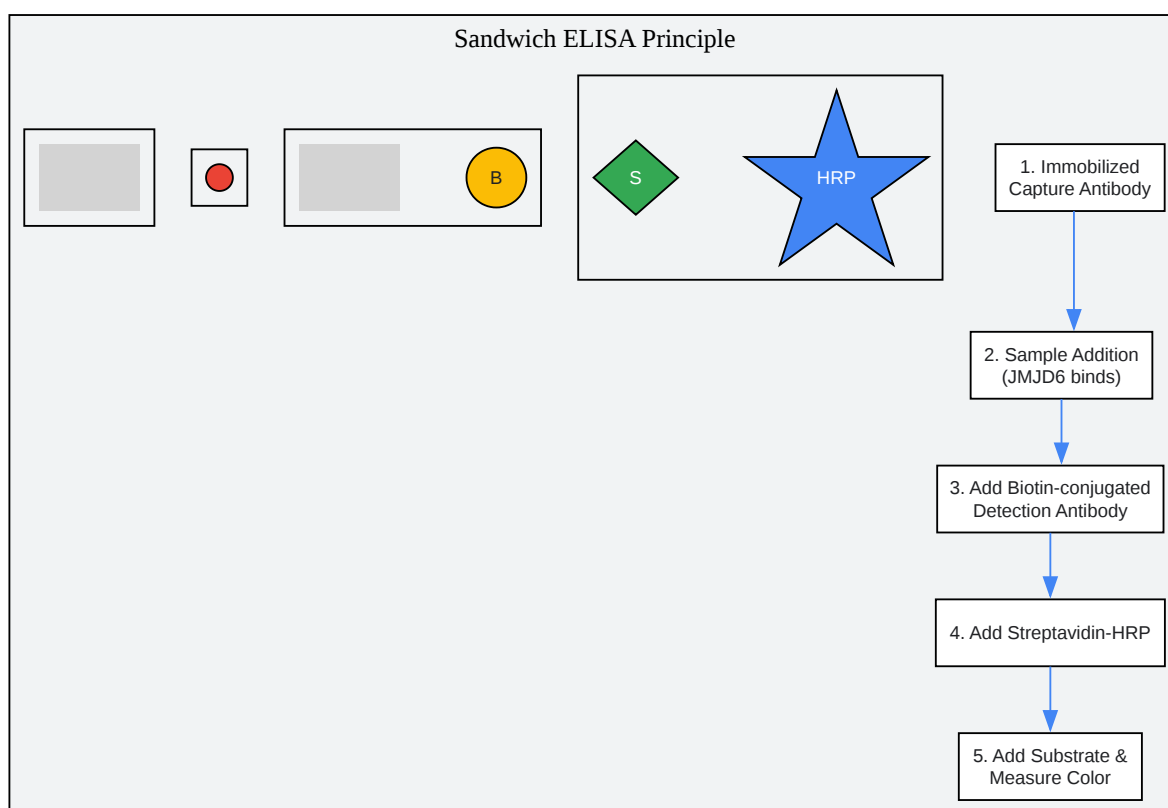 Sandwich ELISA Principle
B
S
HRP
1. Immobilized
Capture Antibody
2. Sample Addition
(JMJD6 binds)
3. Add Biotin-conjugated
Detection Antibody
4. Add Streptavidin-HRP
5. Add Substrate &
Measure Color